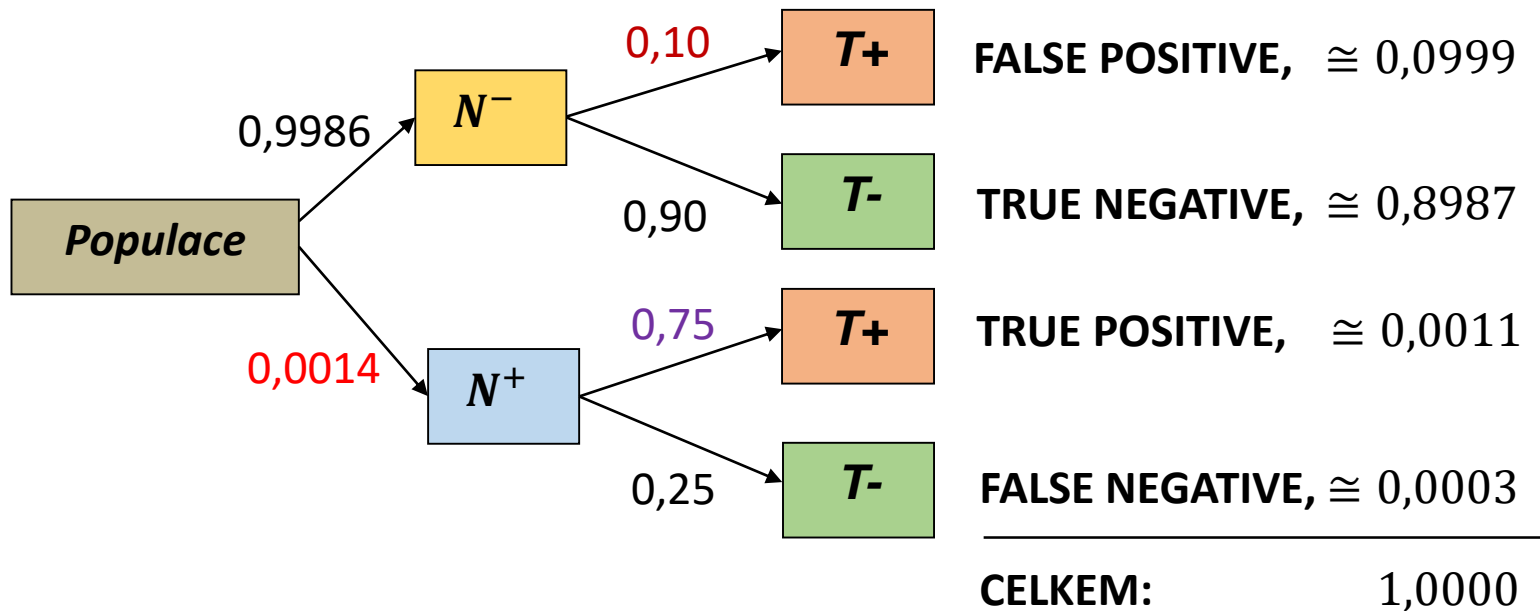 0,10
T+
FALSE POSITIVE, ≅ 0,0999
N⁻
0,9986
0,90
T-
TRUE NEGATIVE, ≅ 0,8987
Populace
0,75
T+
TRUE POSITIVE, ≅ 0,0011
0,0014
N⁺
0,25
T-
FALSE NEGATIVE, ≅ 0,0003
CELKEM: 1,0000